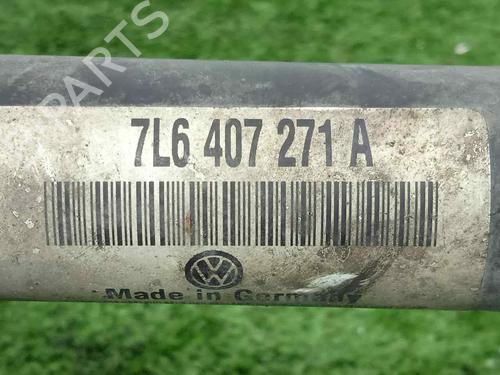 B PARTS
7L6 407 271 A
Made in Germany